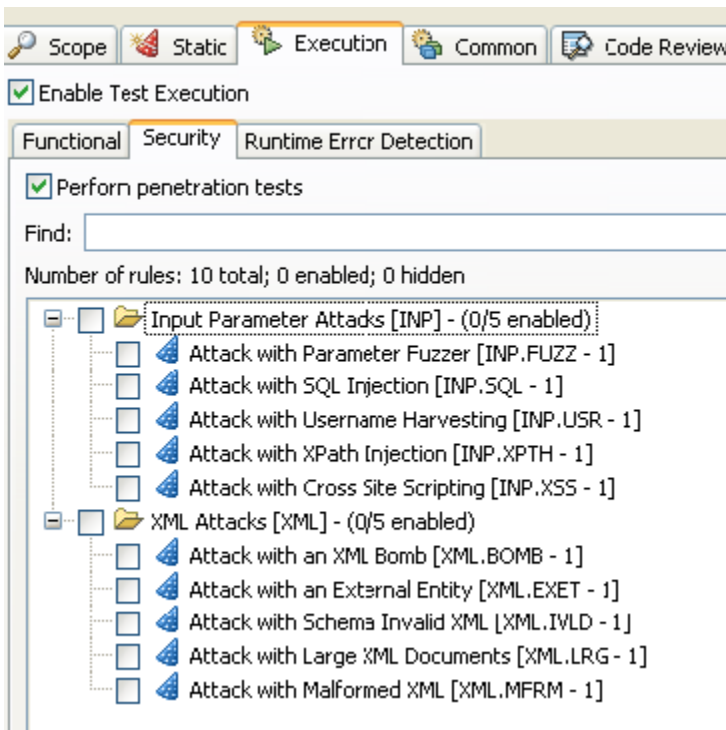 Scope Static Execution Common Code Review
Enable Test Execution
Functional Security Runtime Error Detection
Perform penetration tests
Find:
Number of rules: 10 total; 0 enabled; 0 hidden
Input Parameter Attacks [INP] - (0/5 enabled)
Attack with Parameter Fuzzer [INP.FUZZ - 1]
Attack with SQL Injection [INP.SQL - 1]
Attack with Username Harvesting [INP.USR - 1]
Attack with XPath Injection [INP.XPTH - 1]
Attack with Cross Site Scripting [INP.XSS - 1]
XML Attacks [XML] - (0/5 enabled)
Attack with an XML Bomb [XML.BOMB - 1]
Attack with an External Entity [XML.EXET - 1]
Attack with Schema Invalid XML [XML.IVLD - 1]
Attack with Large XML Documents [XML.LRG - 1]
Attack with Malformed XML [XML.MFRM - 1]